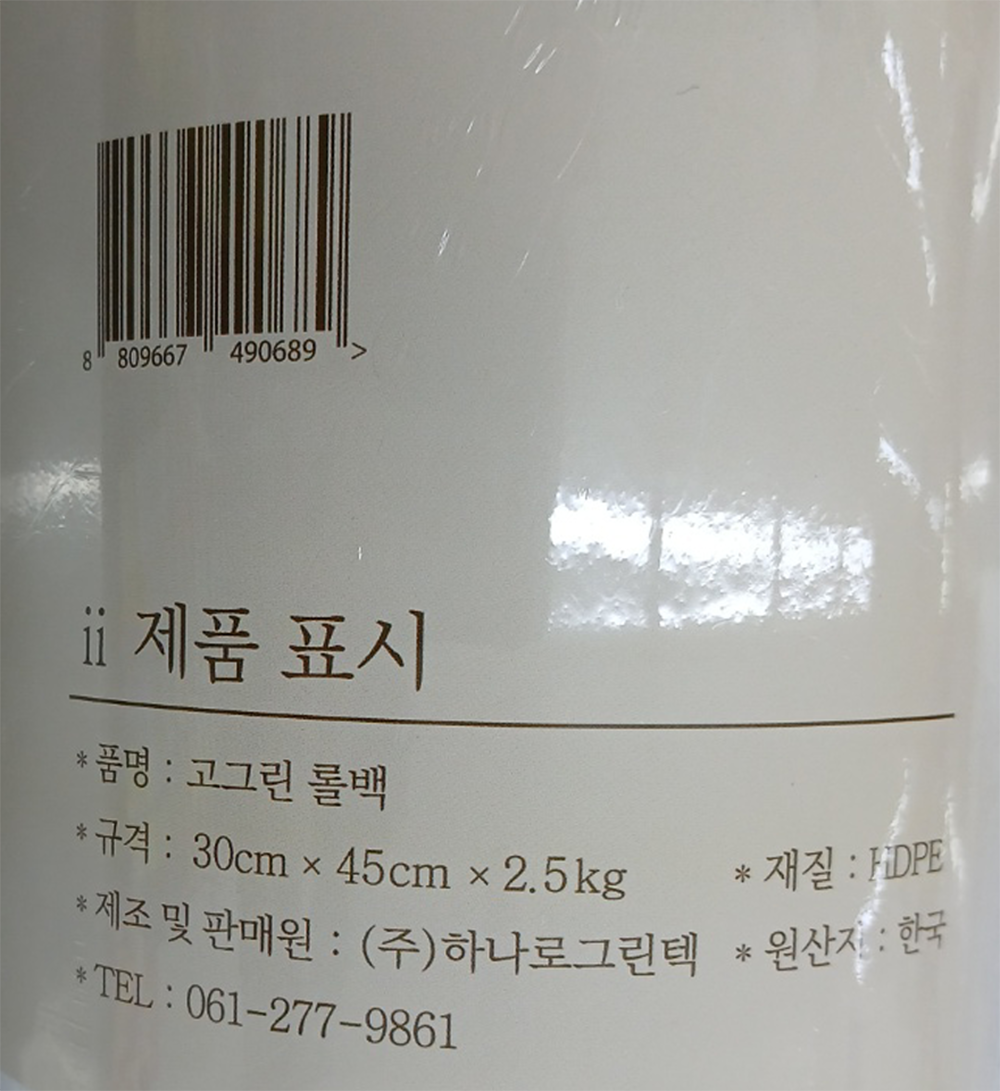 8 809667 490689 >
ii 제품 표시
* 품명 : 고그린 롤백
* 규격 : 30cm × 45cm × 2.5kg * 재질 : HDPE
* 제조 및 판매원 : (주)하나로그린텍 * 원산지 : 한국
* TEL : 061-277-9861